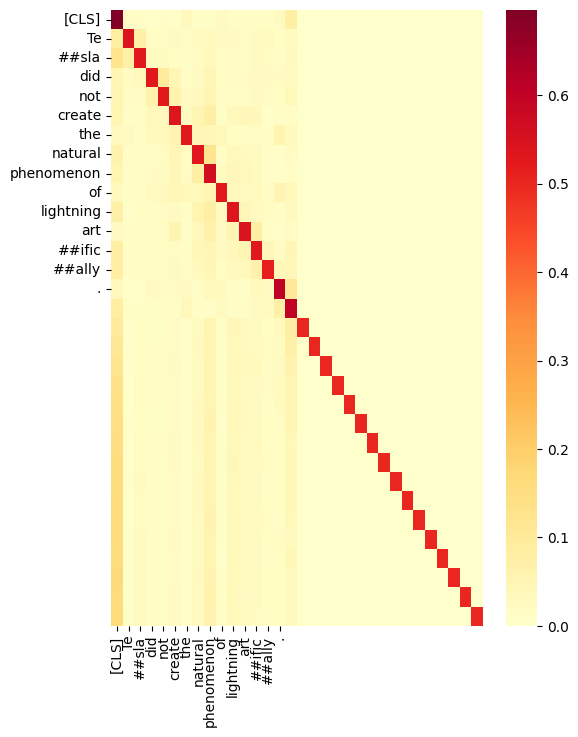 [CLS]
Te
##sla
did
not
create
the
natural
phenomenon
of
lightning
art
##ific
##ally
.
0.6
0.5
0.4
0.3
0.2
0.1
0.0
[CLS]
Te
##sla
did
not
create
the
natural
phenomenon
of
lightning
art
##ific
##ally
.